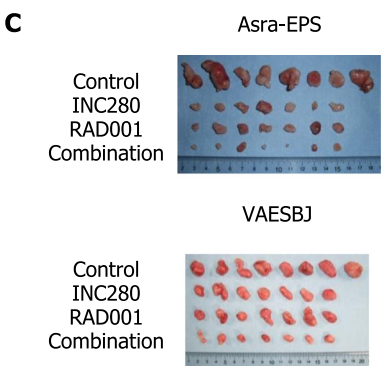 C
Asra-EPS
Control
INC280
RAD001
Combination
VAESBJ
Control
INC280
RAD001
Combination